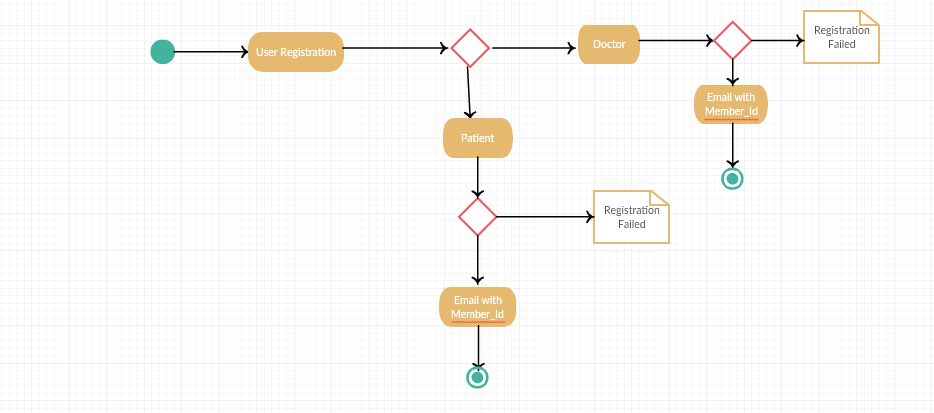 User Registration
Doctor
Registration
Failed
Email with
Member_Id
Patient
Registration
Failed
Email with
Member_Id